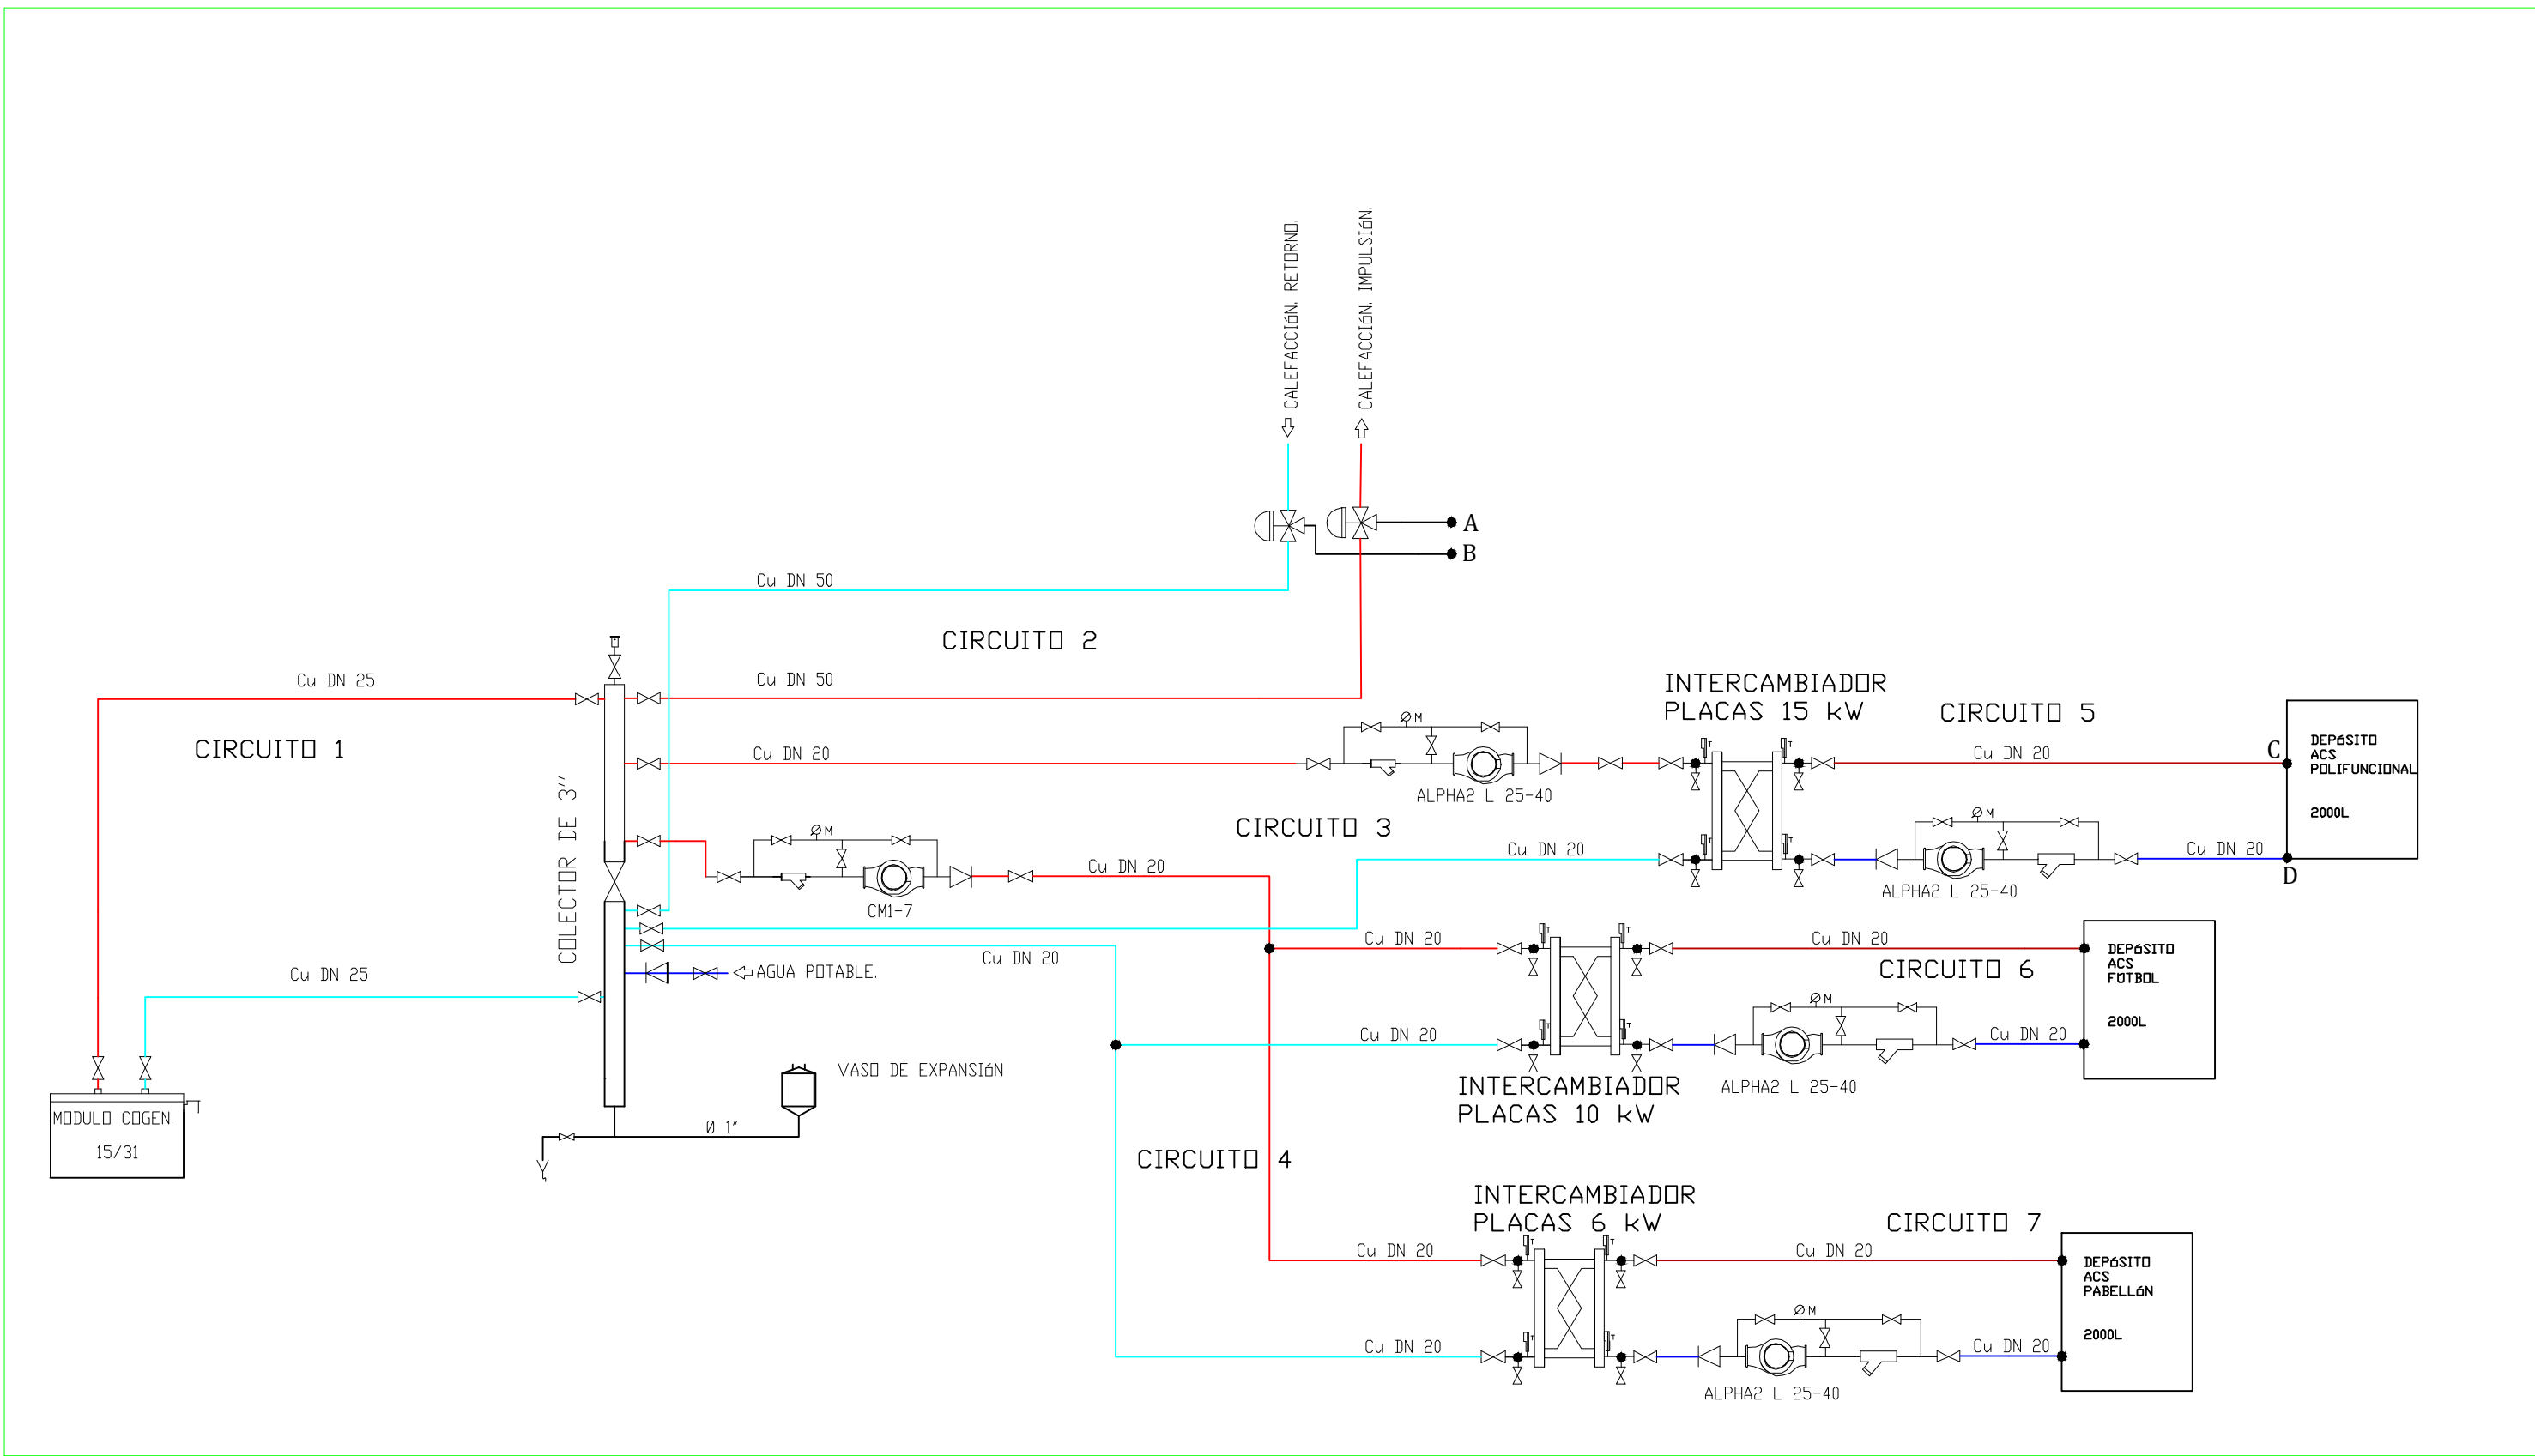 CALEFACCIóN. RETORNO.
CALEFACCIóN. IMPULSIóN.
A
B
Cu DN 50
CIRCUITO 2
Cu DN 25
Cu DN 50
INTERCAMBIADOR
PLACAS 15 kW
CIRCUITO 5
CIRCUITO 1
Cu DN 20
M
T
T
Cu DN 20
C
DEPóSITO
ACS
POLIFUNCIONAL
2000L
COLECTOR DE 3"
ALPHA2 L 25-40
CIRCUITO 3
M
M
Cu DN 20
Cu DN 20
T
T
Cu DN 20
D
ALPHA2 L 25-40
CM1-7
Cu DN 20
T
T
Cu DN 20
DEPóSITO
ACS
FUTBOL
2000L
Cu DN 20
CIRCUITO 6
AGUA POTABLE.
Cu DN 25
M
Cu DN 20
T
T
Cu DN 20
VASO DE EXPANSIóN
INTERCAMBIADOR
PLACAS 10 kW
ALPHA2 L 25-40
MODULO COGEN.
15/31
Ø 1"
CIRCUITO 4
INTERCAMBIADOR
PLACAS 6 kW
CIRCUITO 7
Cu DN 20
T
T
Cu DN 20
DEPóSITO
ACS
PABELLóN
2000L
M
Cu DN 20
T
T
Cu DN 20
ALPHA2 L 25-40